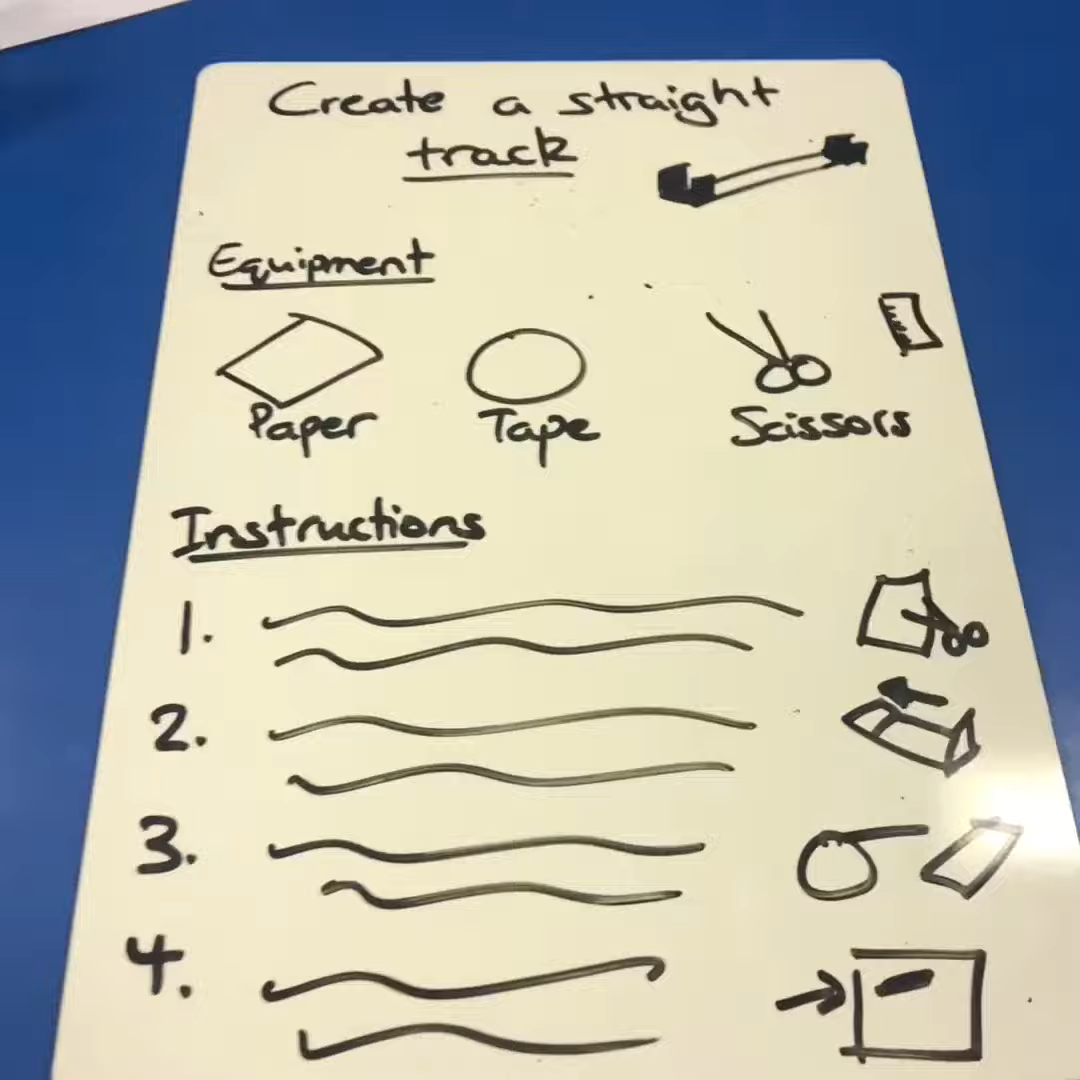 Create a straight
track
Equipment
Paper Tape Scissors
Instructions
1.
2.
3.
4.